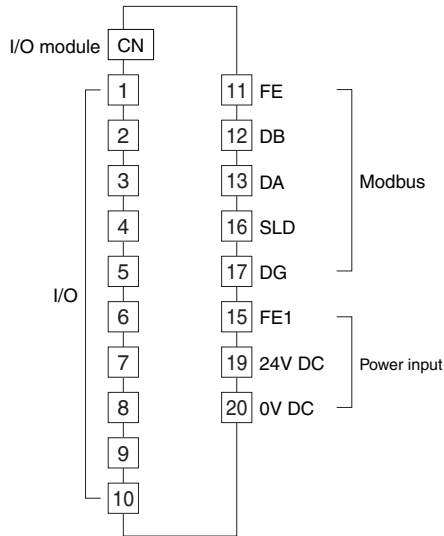 I/O module CN
1 11 FE
2 12 DB
3 13 DA Modbus
4 16 SLD
5 17 DG
I/O
6 15 FE1
7 19 24V DC Power input
8 20 0V DC
9
10